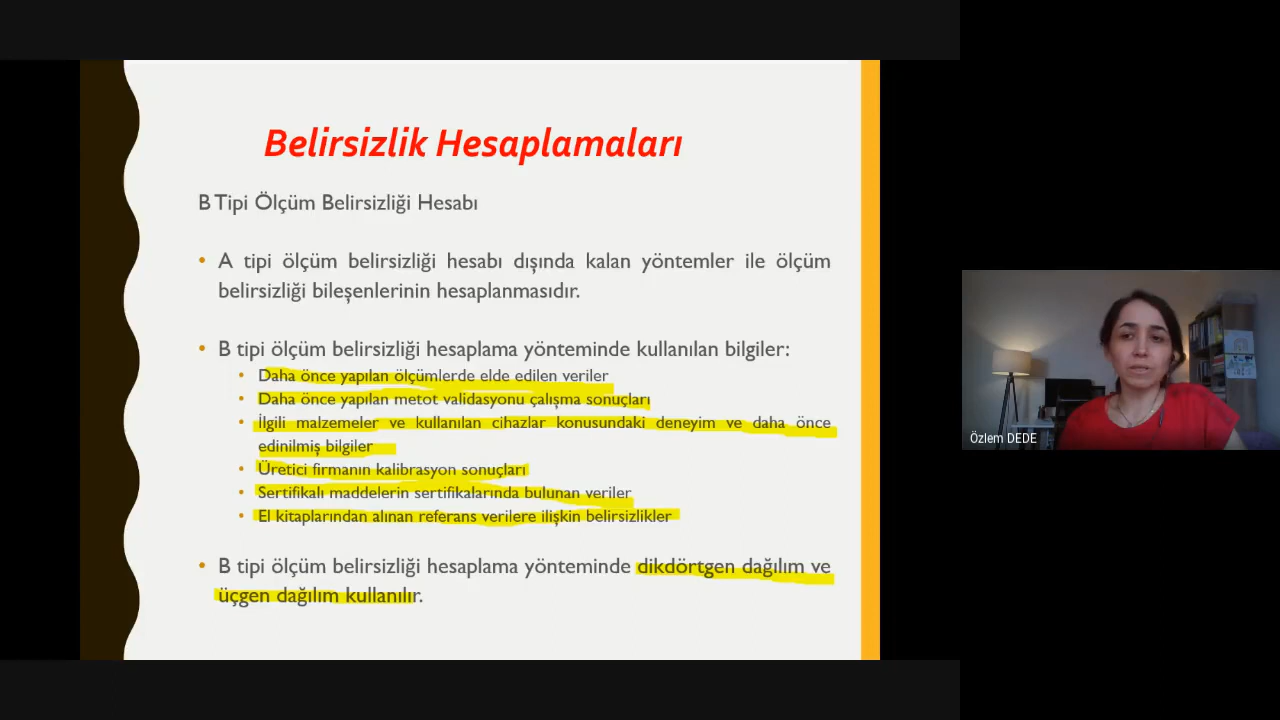 Belirsizlik Hesaplamaları
B Tipi Ölçüm Belirsizliği Hesabı
• A tipi ölçüm belirsizliği hesabı dışında kalan yöntemler ile ölçüm
belirsizliği bileşenlerinin hesaplanmasıdır.
• B tipi ölçüm belirsizliği hesaplama yönteminde kullanılan bilgiler:
• Daha önce yapılan ölçümlerde elde edilen veriler
• Daha önce yapılan metot validasyonu çalışma sonuçları
• İlgili malzemeler ve kullanılan cihazlar konusundaki deneyim ve daha önce
edinilmiş bilgiler
• Üretici firmanın kalibrasyon sonuçları
• Sertifikalı maddelerin sertifikalarında bulunan veriler
• El kitaplarından alınan referans verilere ilişkin belirsizlikler
• B tipi ölçüm belirsizliği hesaplama yönteminde dikdörtgen dağılım ve
üçgen dağılım kullanılır.
Özlem DEDE